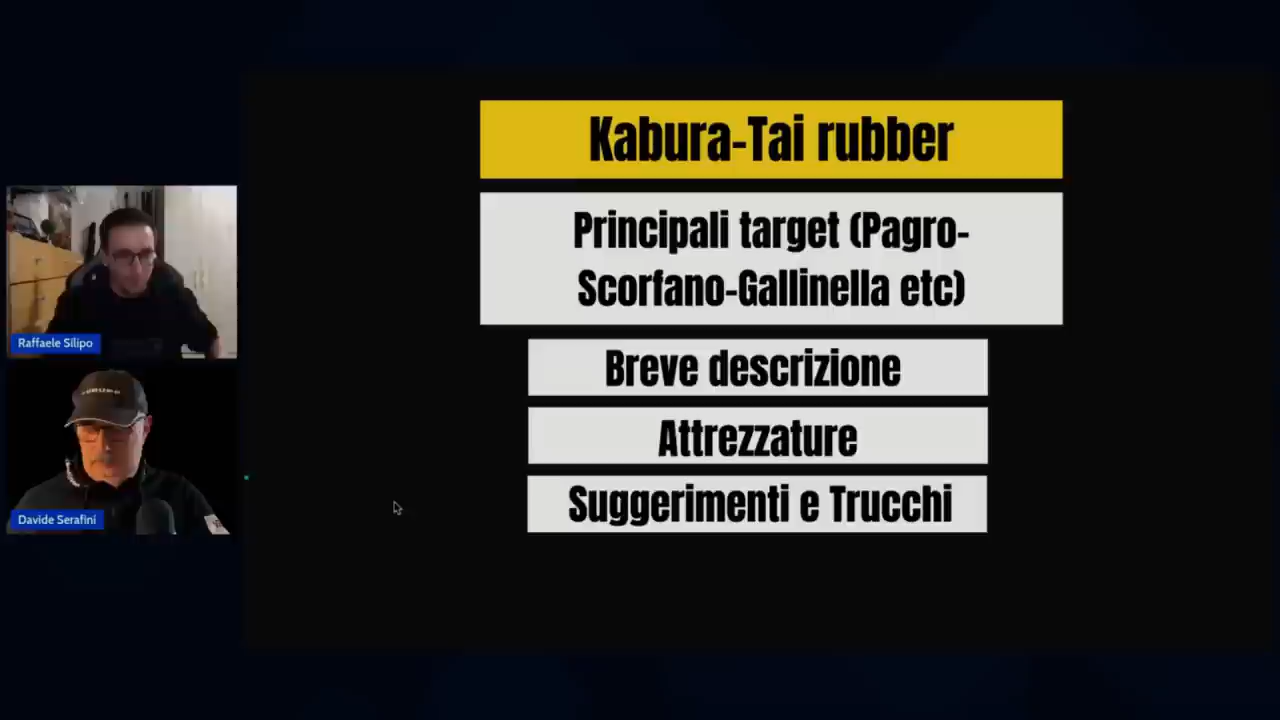 Kabura-Tai rubber
Principali target (Pagro-
Scorfano-Gallinella etc)
Breve descrizione
Attrezzature
Suggerimenti e Trucchi
Raffaele Silipo
Davide Serafini